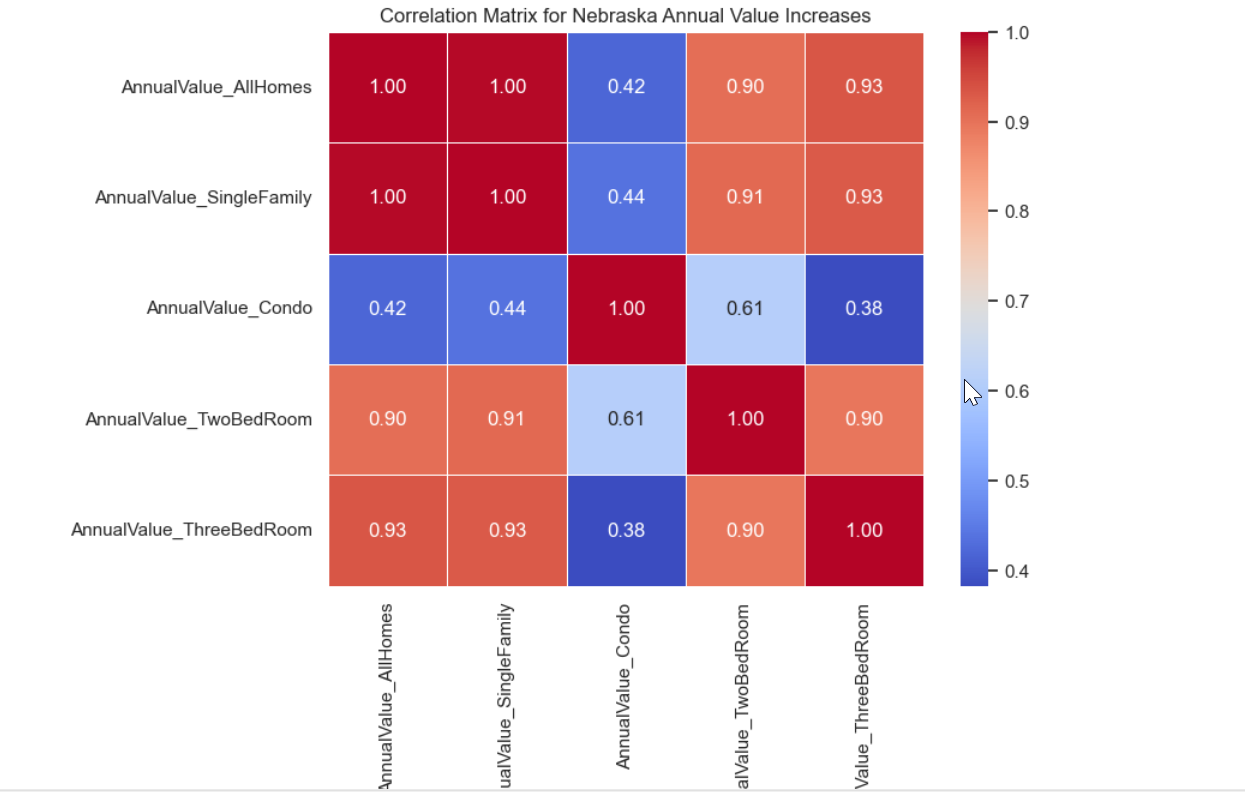 Correlation Matrix for Nebraska Annual Value Increases
AnnualValue_AllHomes 1.00 1.00 0.42 0.90 0.93
AnnualValue_SingleFamily 1.00 1.00 0.44 0.91 0.93
AnnualValue_Condo 0.42 0.44 1.00 0.61 0.38
AnnualValue_TwoBedRoom 0.90 0.91 0.61 1.00 0.90
AnnualValue_ThreeBedRoom 0.93 0.93 0.38 0.90 1.00
1.0
0.9
0.8
0.7
0.6
0.5
0.4
AnnualValue_AllHomes
ualValue_SingleFamily
AnnualValue_Condo
alValue_TwoBedRoom
Value_ThreeBedRoom